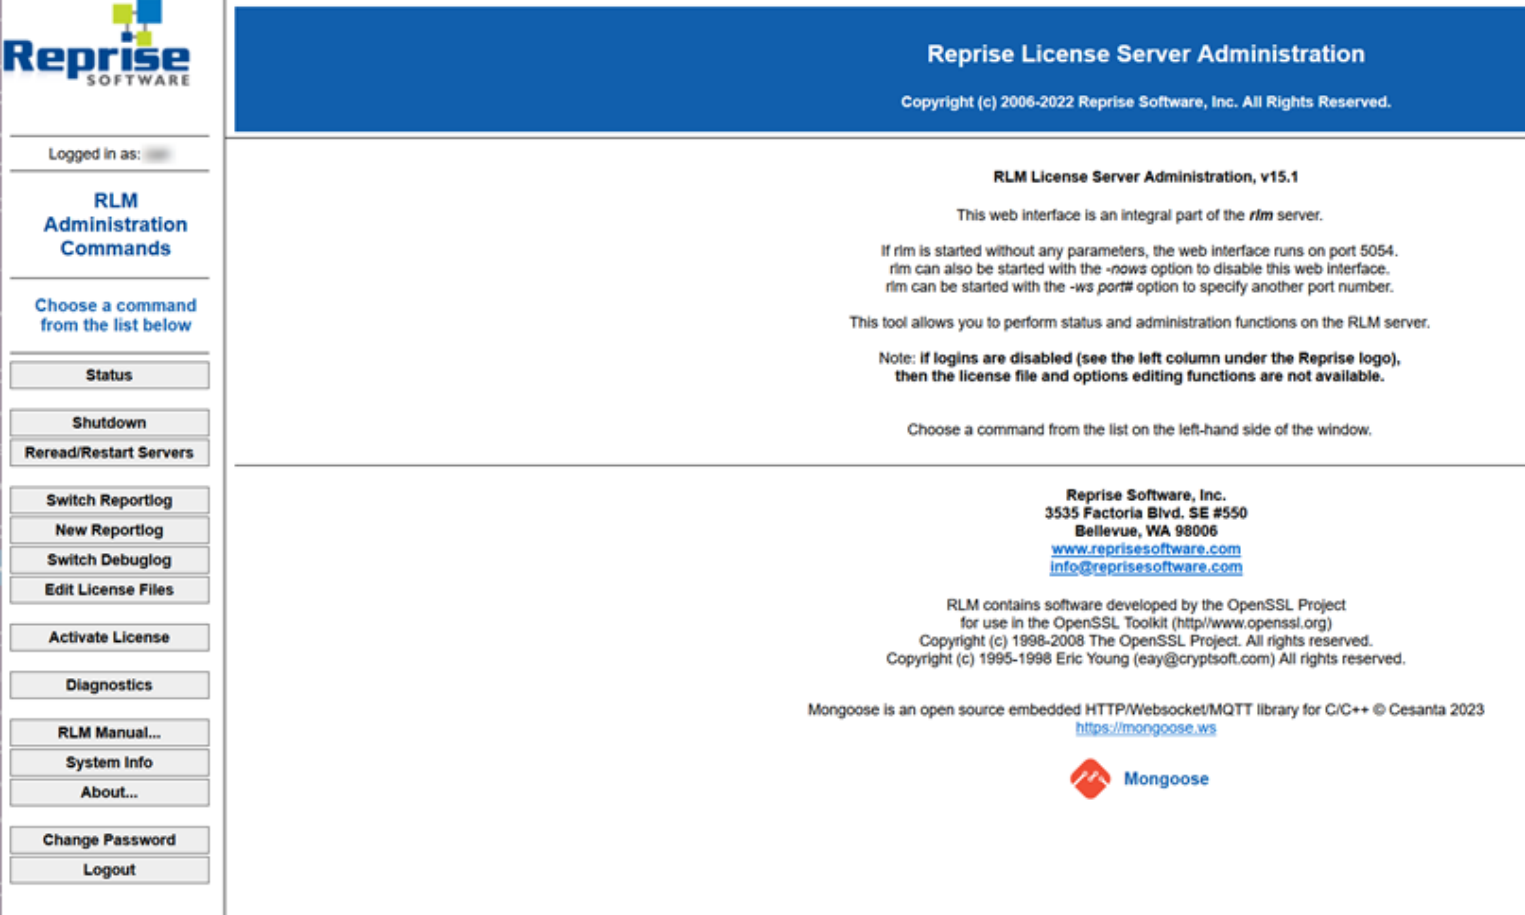 Reprise
SOFTWARE
Logged in as:
RLM
Administration
Commands
Choose a command
from the list below
Status
Shutdown
Reread/Restart Servers
Switch Reportlog
New Reportlog
Switch Debuglog
Edit License Files
Activate License
Diagnostics
RLM Manual...
System Info
About...
Change Password
Logout
Reprise License Server Administration
Copyright (c) 2006-2022 Reprise Software, Inc. All Rights Reserved.
RLM License Server Administration, v15.1
This web interface is an integral part of the rlm server.
If rlm is started without any parameters, the web interface runs on port 5054.
rlm can also be started with the -nows option to disable this web interface.
rlm can be started with the -ws port# option to specify another port number.
This tool allows you to perform status and administration functions on the RLM server.
Note: if logins are disabled (see the left column under the Reprise logo),
then the license file and options editing functions are not available.
Choose a command from the list on the left-hand side of the window.
Reprise Software, Inc.
3535 Factoria Blvd. SE #550
Bellevue, WA 98006
www.reprisesoftware.com
info@reprisesoftware.com
RLM contains software developed by the OpenSSL Project
for use in the OpenSSL Toolkit (http//www.openssl.org)
Copyright (c) 1998-2008 The OpenSSL Project. All rights reserved.
Copyright (c) 1995-1998 Eric Young (eay@cryptsoft.com) All rights reserved.
Mongoose is an open source embedded HTTP/Websocket/MQTT library for C/C++ © Cesanta 2023
https://mongoose.ws
Mongoose